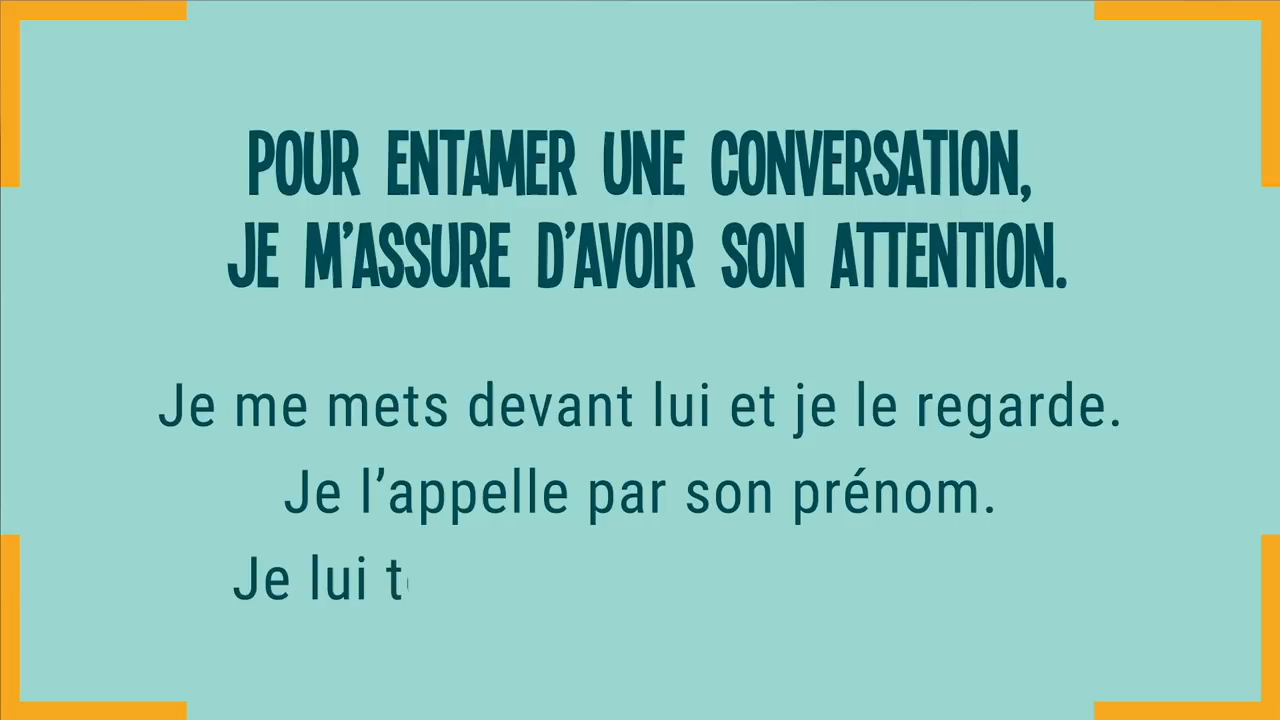 POUR ENTAMER UNE CONVERSATION,
JE M'ASSURE D'AVOIR SON ATTENTION.
Je me mets devant lui et je le regarde.
Je l'appelle par son prénom.
Je lui